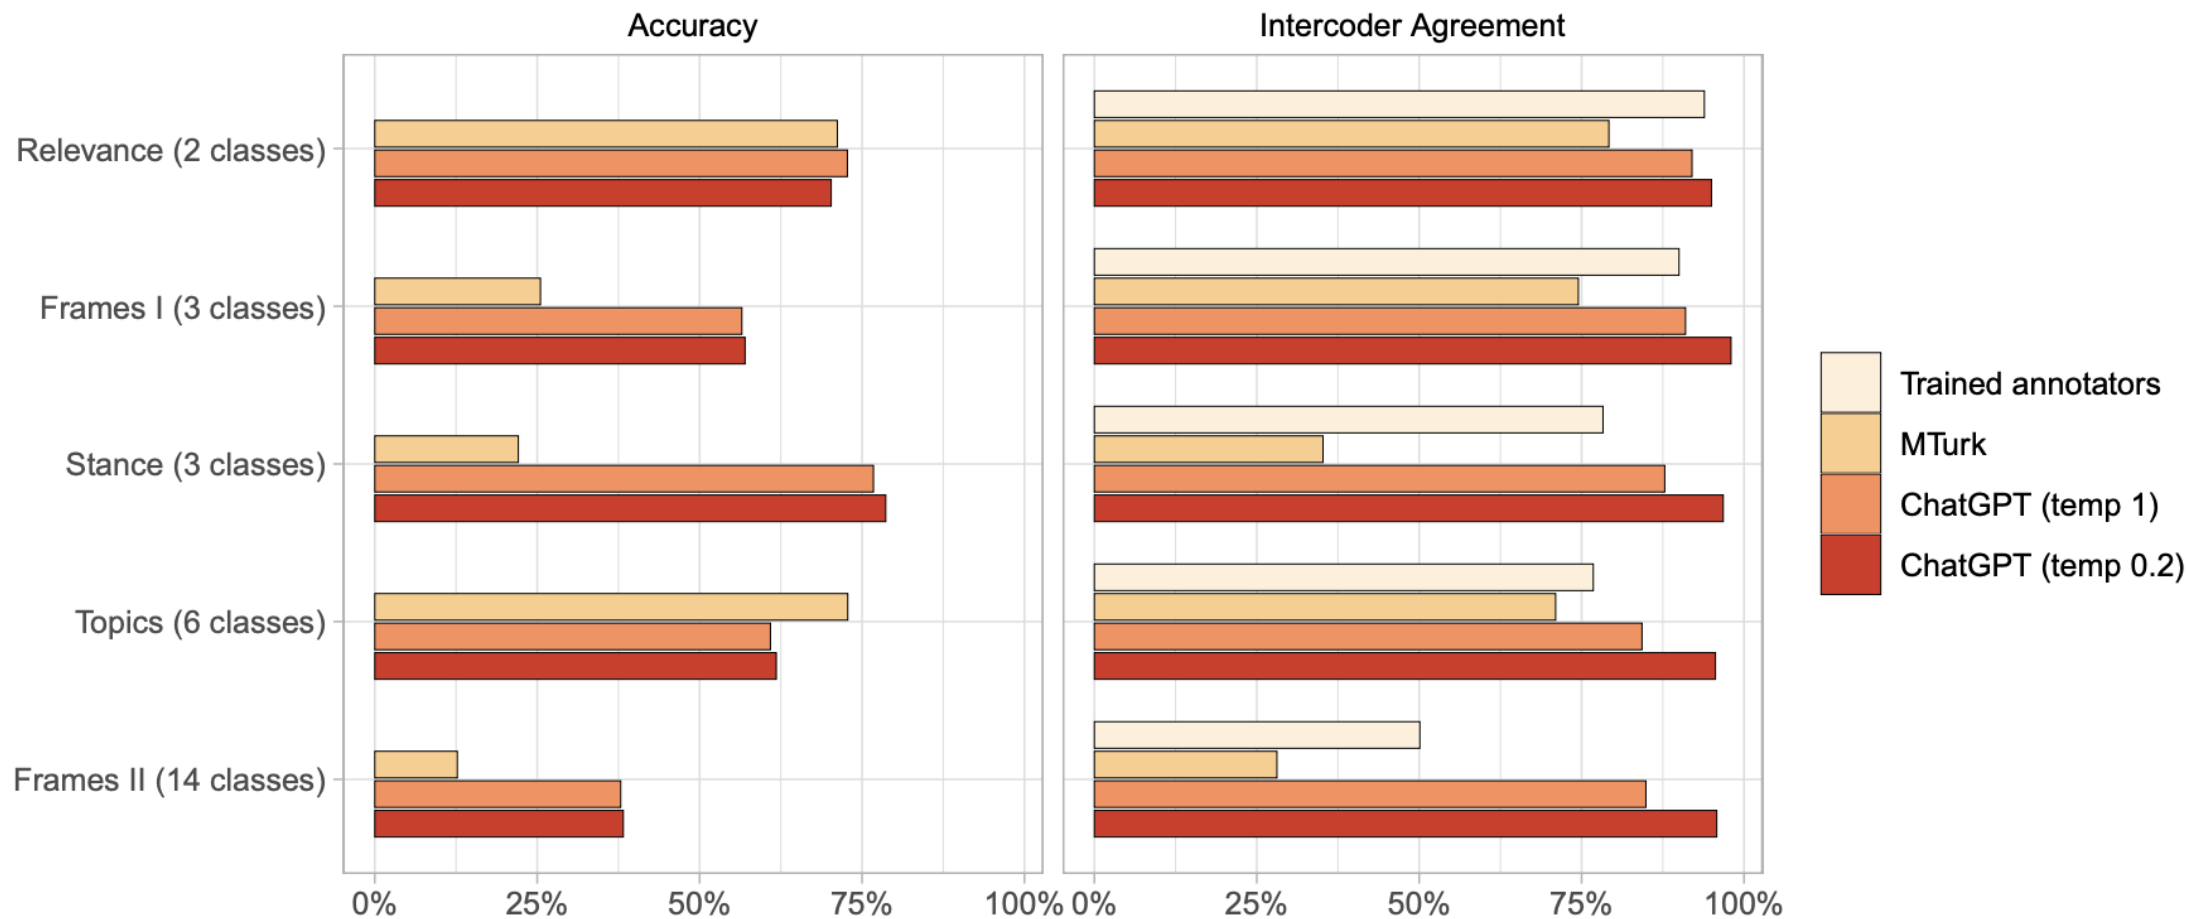 Accuracy
Intercoder Agreement
Relevance (2 classes)
Frames I (3 classes)
Stance (3 classes)
Topics (6 classes)
Frames II (14 classes)
0%
25%
50%
75%
100%
0%
25%
50%
75%
100%
Trained annotators
MTurk
ChatGPT (temp 1)
ChatGPT (temp 0.2)